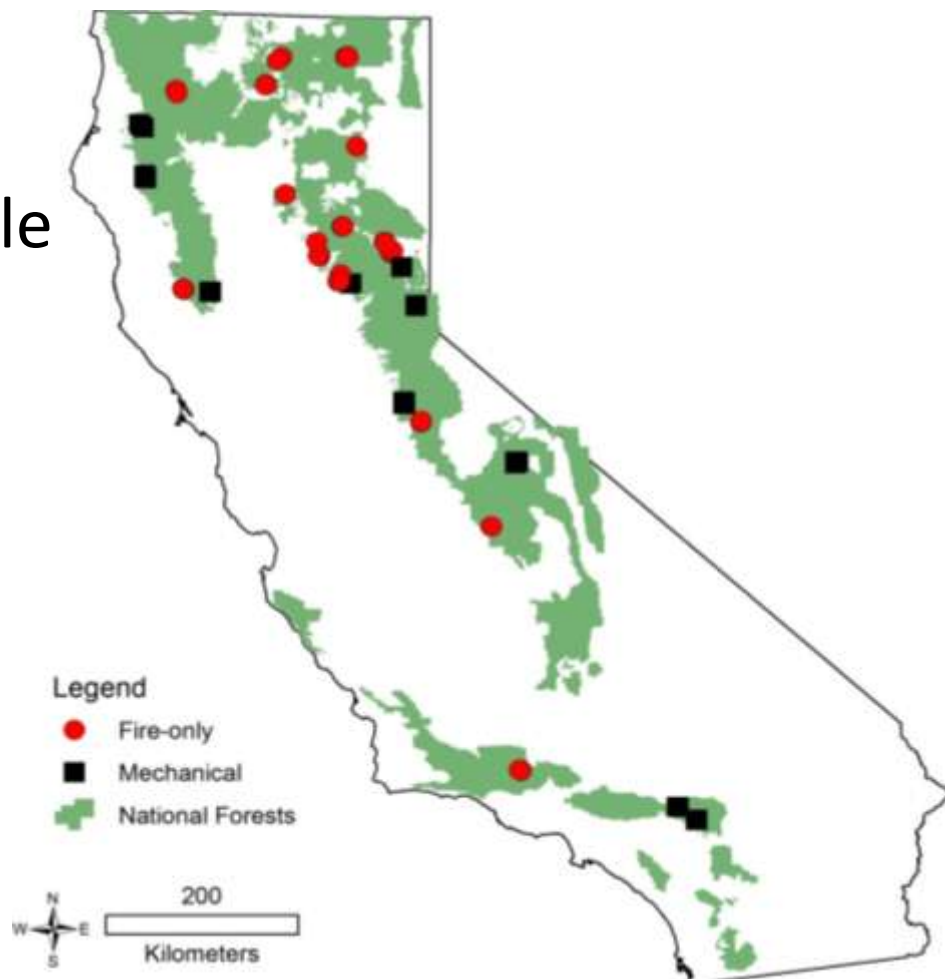 le
Legend
Fire-only
Mechanical
National Forests
N
W E
S
200
Kilometers